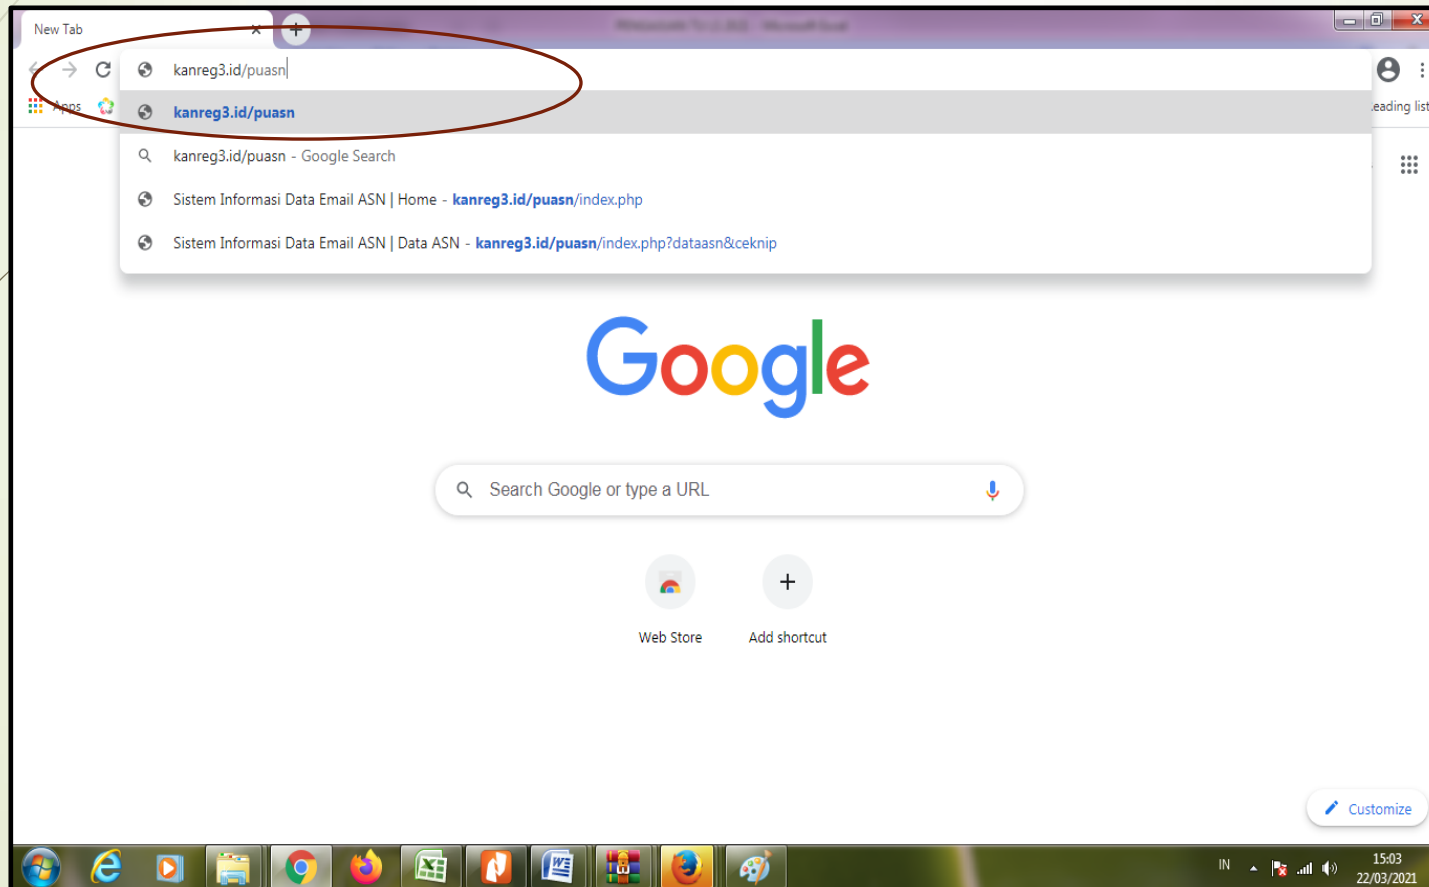 New Tab
kanreg3.id/puasn
Apps
kanreg3.id/puasn
eading list
kanreg3.id/puasn - Google Search
Sistem Informasi Data Email ASN | Home - kanreg3.id/puasn/index.php
Sistem Informasi Data Email ASN | Data ASN - kanreg3.id/puasn/index.php?dataasn&ceknip
Google
Search Google or type a URL
Web Store
Add shortcut
Customize
IN
15:03
22/03/2021